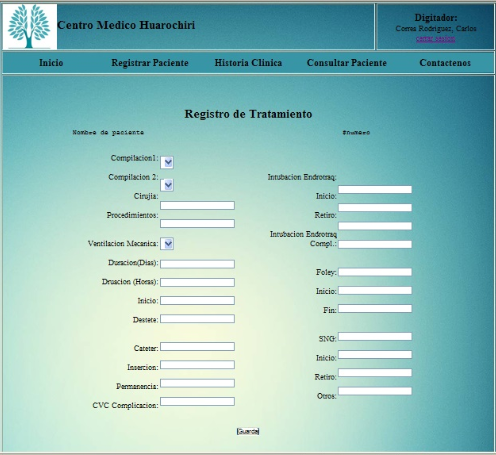 Centro Medico Huarochiri
Digitador:
Correa Rodriguez, Carlos
cerrar sesion
Inicio Registrar Paciente Historia Clinica Consultar Paciente Contactenos
Registro de Tratamiento
Nombre de paciente #numero
Compilacion1:
Compilacion 2: Intubacion Endrotraq:
Cirujia: Inicio:
Procedimientos: Retiro:
Intubacion Endrotraq
Ventilacion Mecanica: Compl.:
Duracion(Dias): Foley:
Druacion (Horas): Inicio:
Inicio: Fin:
Destete:
SNG:
Cateter: Inicio:
Insercion: Retiro:
Permanencia: Otros:
CVC Complicacion:
Guardar